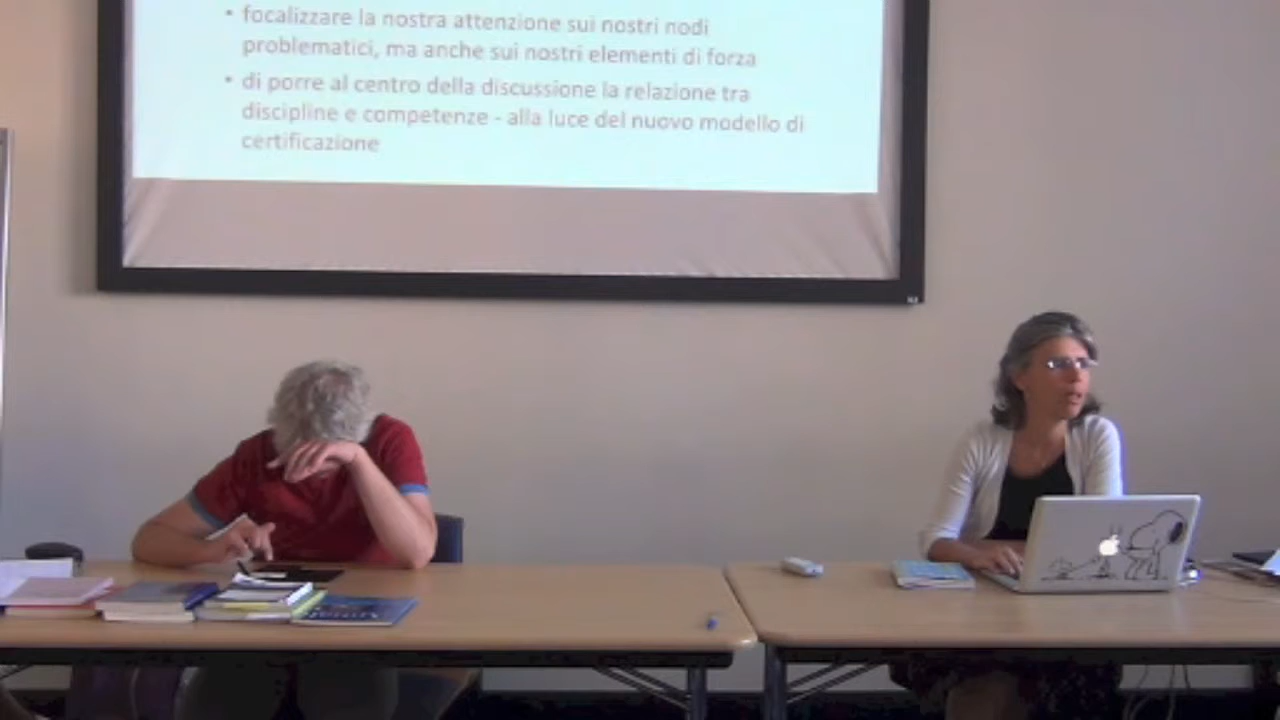 • focalizzare la nostra attenzione sui nostri nodi
problematici, ma anche sui nostri elementi di forza
• di porre al centro della discussione la relazione tra
discipline e competenze - alla luce del nuovo modello di
certificazione